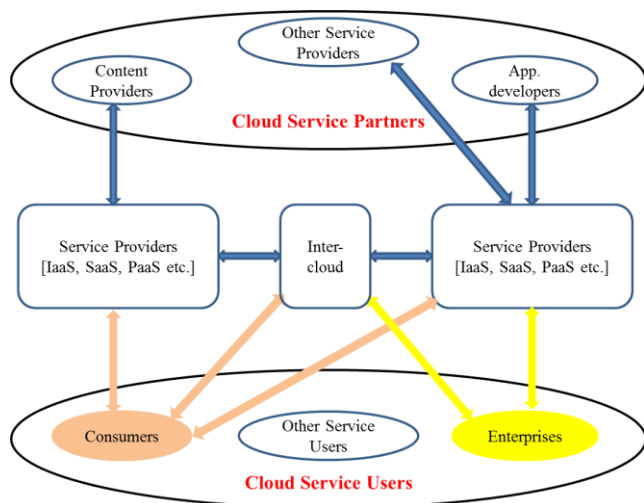 Other Service
Providers
Content
Providers
App.
developers
Cloud Service Partners
Service Providers
[IaaS, SaaS, PaaS etc.]
Inter-
cloud
Service Providers
[IaaS, SaaS, PaaS etc.]
Consumers
Other Service
Users
Enterprises
Cloud Service Users